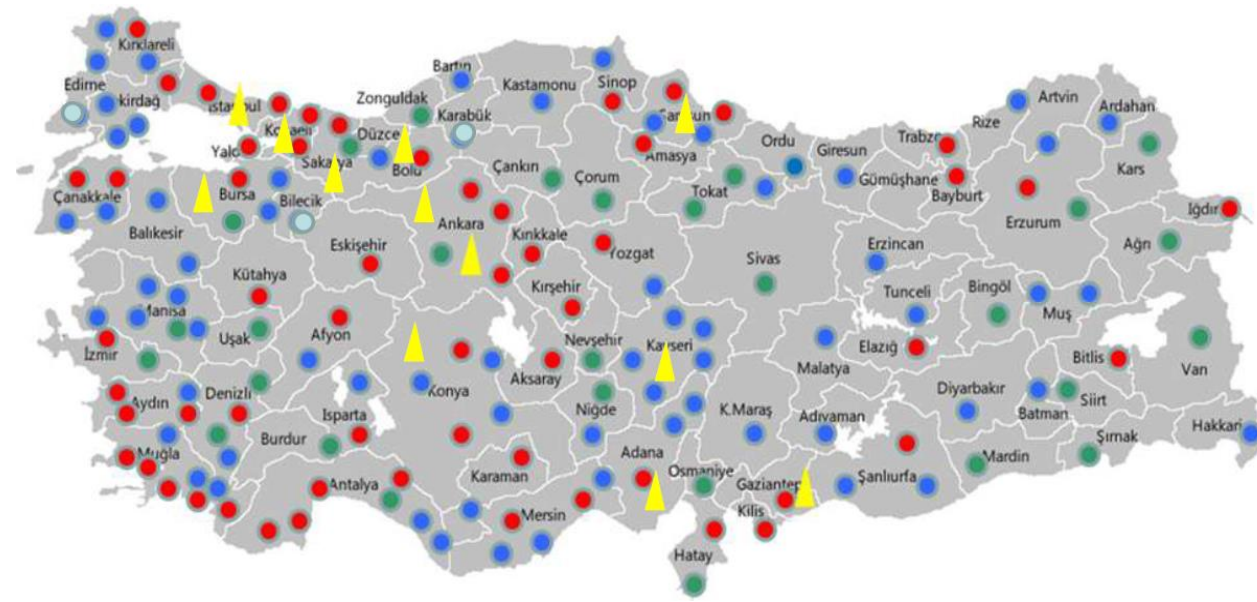 Kırklareli
Edirne
kirdağ
istanbul
Kocaeli
Yalo
Sakarya
Düzce
Zonguldak
Bartın
Karabük
Bolu
Kastamonu
Sinop
Samsun
Amasya
Çankırı
Çorum
Tokat
Ordu
Giresun
Gümüşhane
Trabzo
Rize
Artvin
Ardahan
Kars
Bayburt
Erzurum
Iğdır
Ağrı
Çanakkale
Balıkesir
Bursa
Bilecik
Eskişehir
Ankara
Kırıkkale
Yozgat
Sivas
Erzincan
Tunceli
Bingöl
Muş
Kütahya
Manisa
Uşak
Afyon
İzmir
Kırşehir
Nevşehir
Kayseri
Malatya
Elazığ
Bitlis
Van
Aydın
Denizli
Isparta
Konya
Aksaray
Niğde
K.Maraş
Adıyaman
Diyarbakır
Batman
Siirt
Şırnak
Hakkari
Muğla
Burdur
Antalya
Karaman
Mersin
Adana
Osmaniye
Gaziantep
Kilis
Şanlıurfa
Mardin
Hatay